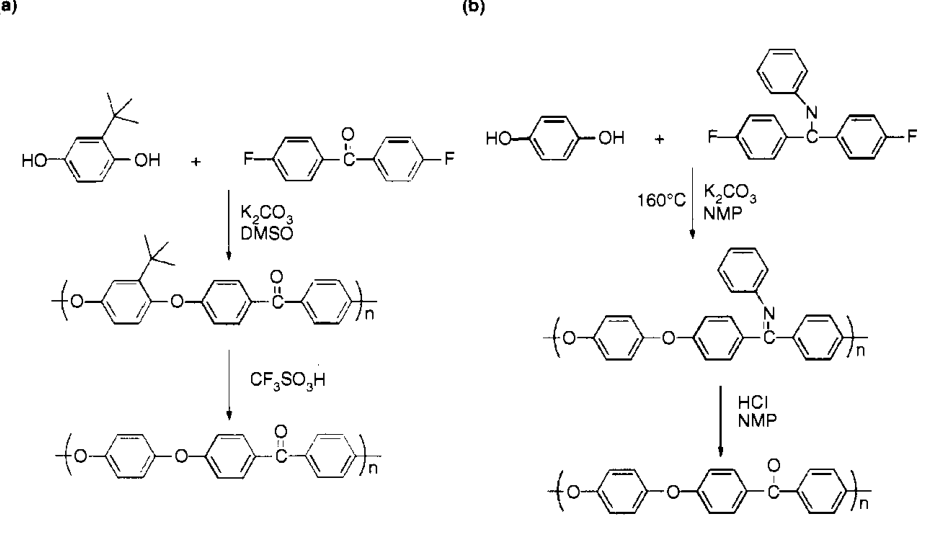 (a)
(b)
HO
OH
+
F
O
C
F
K₂CO₃
DMSO
( O
O
O
C
)n
CF₃SO₃H
( O
O
O
C
)n
HO
OH
+
F
N
C
F
160°C
K₂CO₃
NMP
( O
O
N
C
)n
HCl
NMP
( O
O
O
C
)n